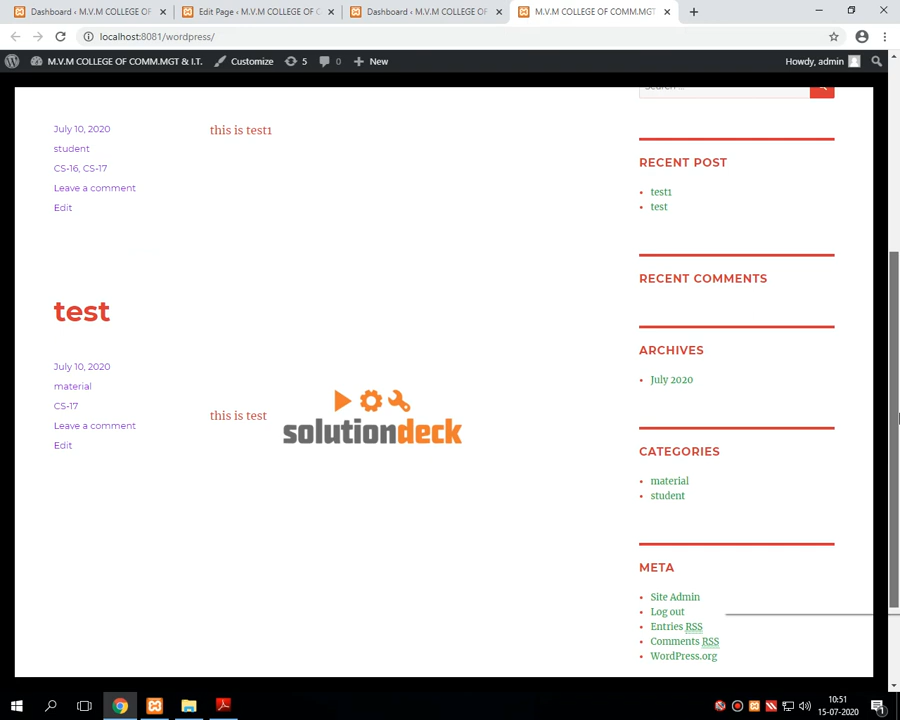 Dashboard ‹ M.V.M COLLEGE OF
Edit Page ‹ M.V.M COLLEGE OF C
Dashboard ‹ M.V.M COLLEGE OF
M.V.M COLLEGE OF COMM.MGT
localhost:8081/wordpress/
M.V.M COLLEGE OF COMM.MGT & I.T.
Customize
5
0
New
Howdy, admin
July 10, 2020
student
CS-16, CS-17
Leave a comment
Edit
this is test1
test
July 10, 2020
material
CS-17
Leave a comment
Edit
this is test
solutiondeck
Search …
RECENT POST
test1
test
RECENT COMMENTS
ARCHIVES
July 2020
CATEGORIES
material
student
META
Site Admin
Log out
Entries RSS
Comments RSS
WordPress.org
10:51
15-07-2020
1